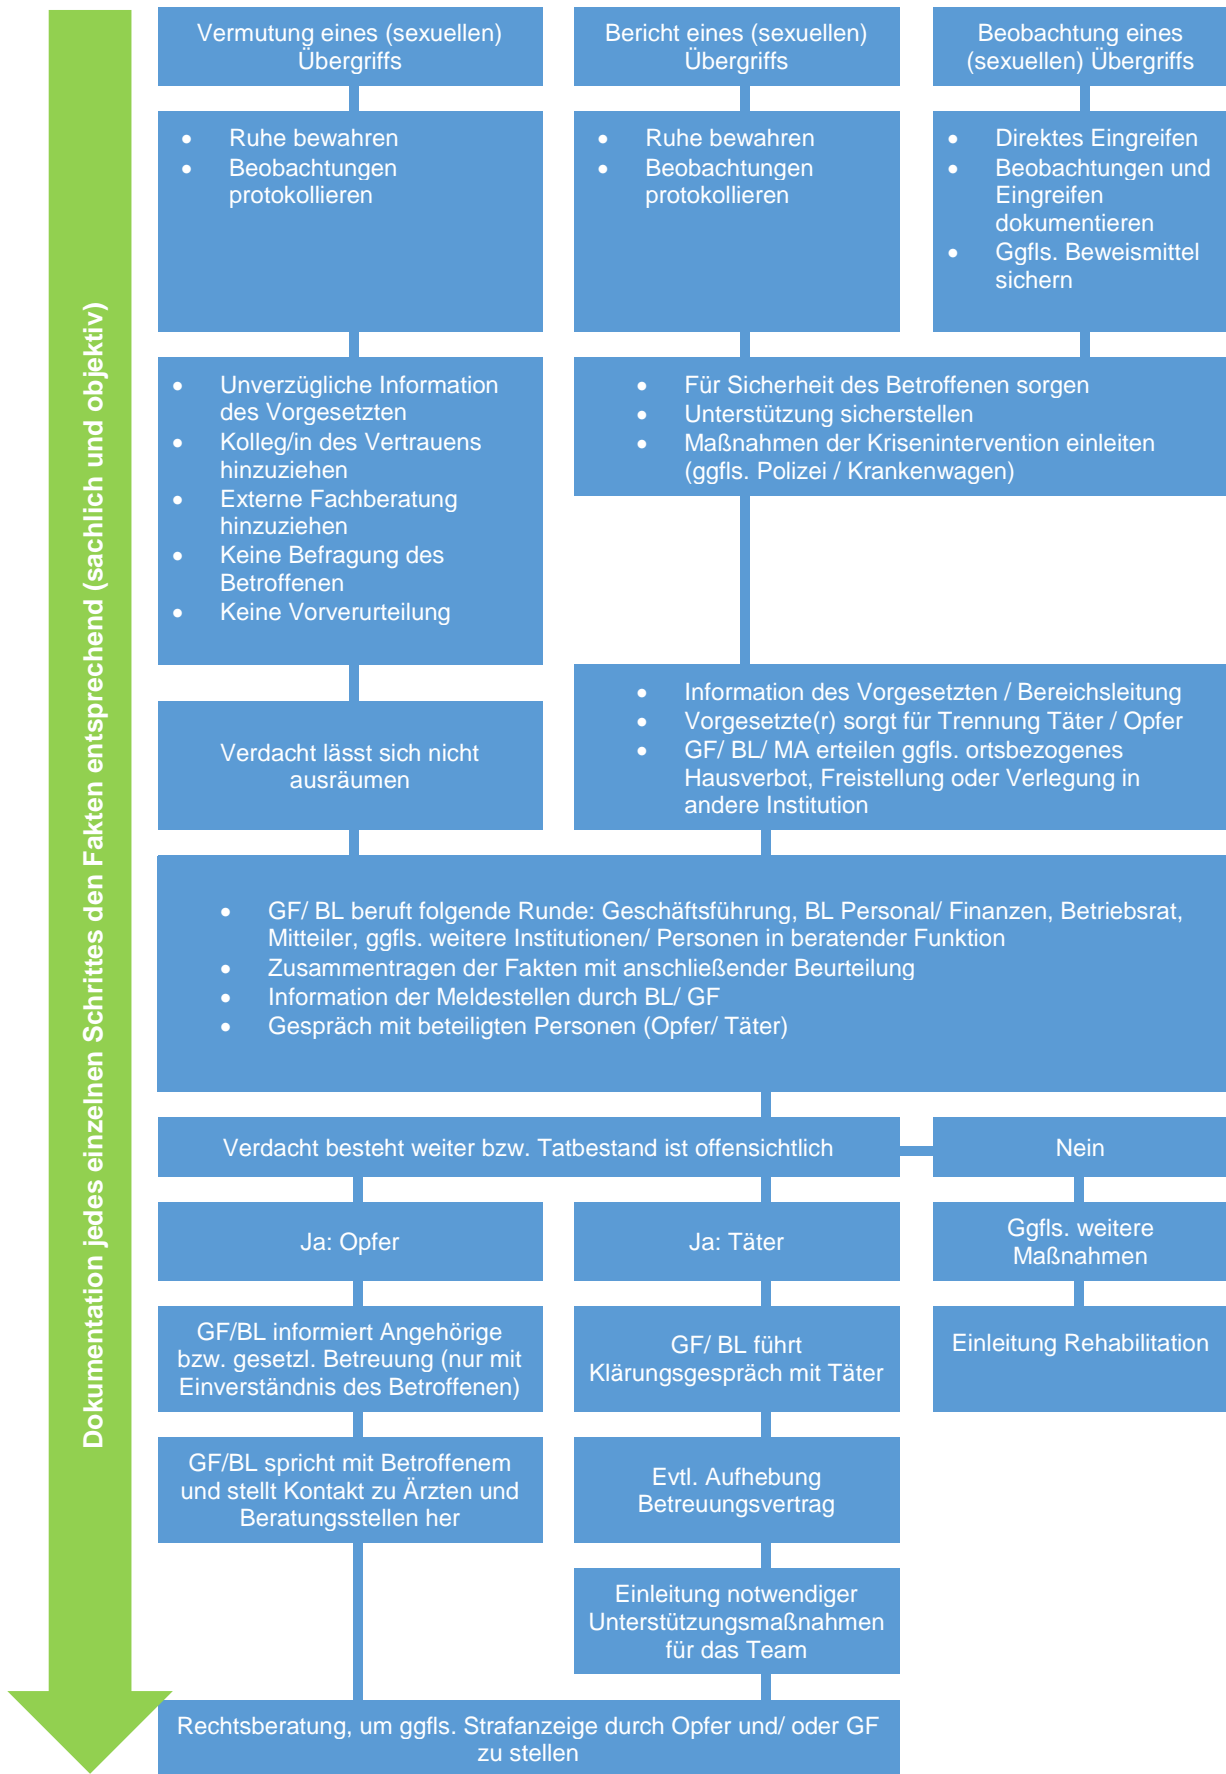 Dokumentation jedes einzelnen Schrittes den Fakten entsprechend (sachlich und objektiv)
Vermutung eines (sexuellen)
Übergriffs
Bericht eines (sexuellen)
Übergriffs
Beobachtung eines
(sexuellen) Übergriffs
• Ruhe bewahren
• Beobachtungen
protokollieren
• Ruhe bewahren
• Beobachtungen
protokollieren
• Direktes Eingreifen
• Beobachtungen und
Eingreifen
dokumentieren
• Ggfls. Beweismittel
sichern
• Unverzügliche Information
des Vorgesetzten
• Kolleg/in des Vertrauens
hinzuziehen
• Externe Fachberatung
hinzuziehen
• Keine Befragung des
Betroffenen
• Keine Vorverurteilung
• Für Sicherheit des Betroffenen sorgen
• Unterstützung sicherstellen
• Maßnahmen der Krisenintervention einleiten
(ggfls. Polizei / Krankenwagen)
Verdacht lässt sich nicht
ausräumen
• Information des Vorgesetzten / Bereichsleitung
• Vorgesetzte(r) sorgt für Trennung Täter / Opfer
• GF/ BL/ MA erteilen ggfls. ortsbezogenes
Hausverbot, Freistellung oder Verlegung in
andere Institution
• GF/ BL beruft folgende Runde: Geschäftsführung, BL Personal/ Finanzen, Betriebsrat,
Mitteiler, ggfls. weitere Institutionen/ Personen in beratender Funktion
• Zusammentragen der Fakten mit anschließender Beurteilung
• Information der Meldestellen durch BL/ GF
• Gespräch mit beteiligten Personen (Opfer/ Täter)
Verdacht besteht weiter bzw. Tatbestand ist offensichtlich
Nein
Ja: Opfer
Ja: Täter
Ggfls. weitere
Maßnahmen
GF/BL informiert Angehörige
bzw. gesetzl. Betreuung (nur mit
Einverständnis des Betroffenen)
GF/ BL führt
Klärungsgespräch mit Täter
Einleitung Rehabilitation
GF/BL spricht mit Betroffenem
und stellt Kontakt zu Ärzten und
Beratungsstellen her
Evtl. Aufhebung
Betreuungsvertrag
Einleitung notwendiger
Unterstützungsmaßnahmen
für das Team
Rechtsberatung, um ggfls. Strafanzeige durch Opfer und/ oder GF
zu stellen